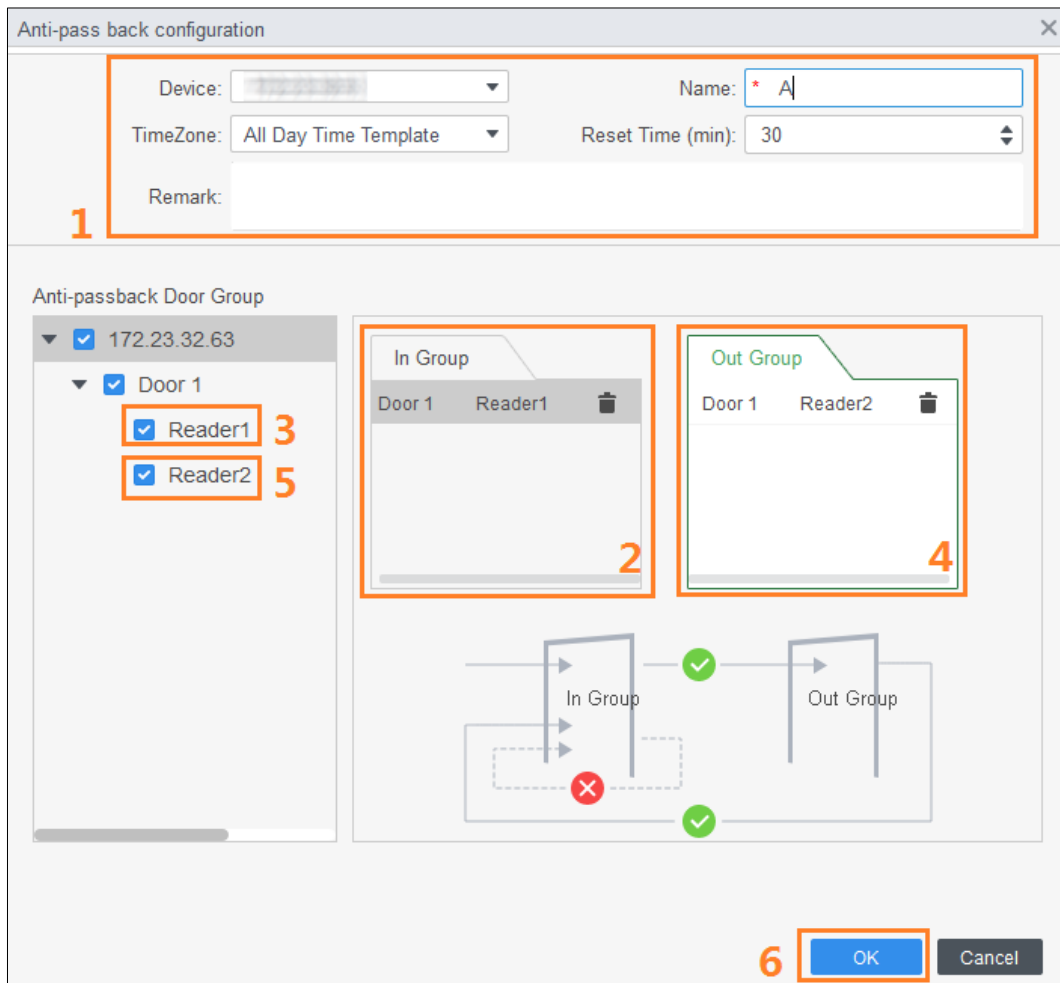 Anti-pass back configuration
Device:
Name: * A
TimeZone: All Day Time Template
Reset Time (min): 30
Remark:
1
Anti-passback Door Group
172.23.32.63
Door 1
Reader1 3
Reader2 5
In Group
Door 1 Reader1
2
Out Group
Door 1 Reader2
4
In Group
Out Group
6 OK Cancel